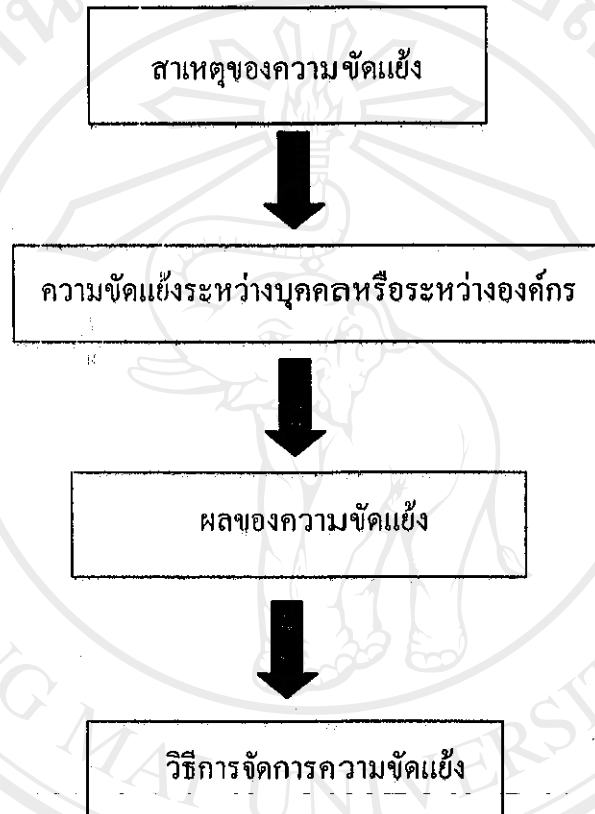 สาเหตุของความขัดแย้ง
ความขัดแย้งระหว่างบุคคลหรือระหว่างองค์กร
ผลของความขัดแย้ง
วิธีการจัดการความขัดแย้ง
NG MAI UNIVERSIT